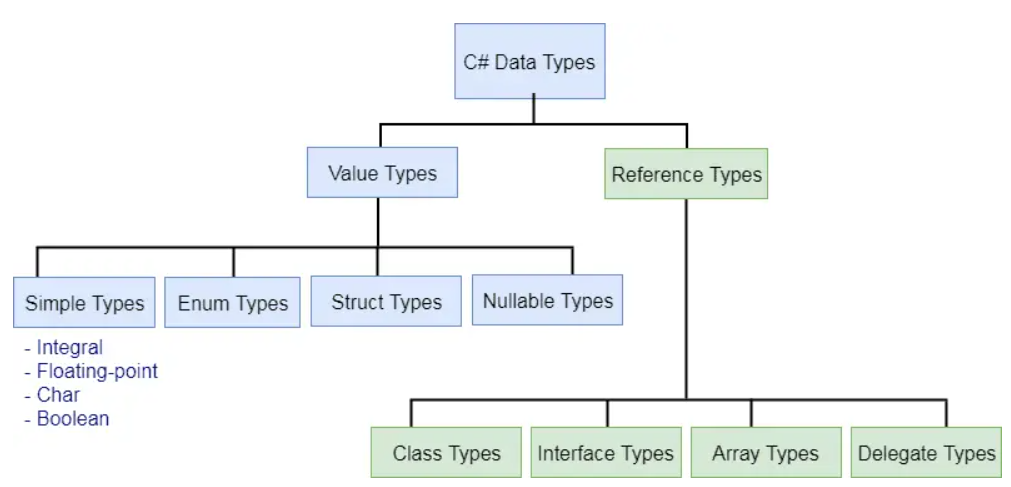 C# Data Types
Value Types
Reference Types
Simple Types
Enum Types
Struct Types
Nullable Types
- Integral
- Floating-point
- Char
- Boolean
Class Types
Interface Types
Array Types
Delegate Types